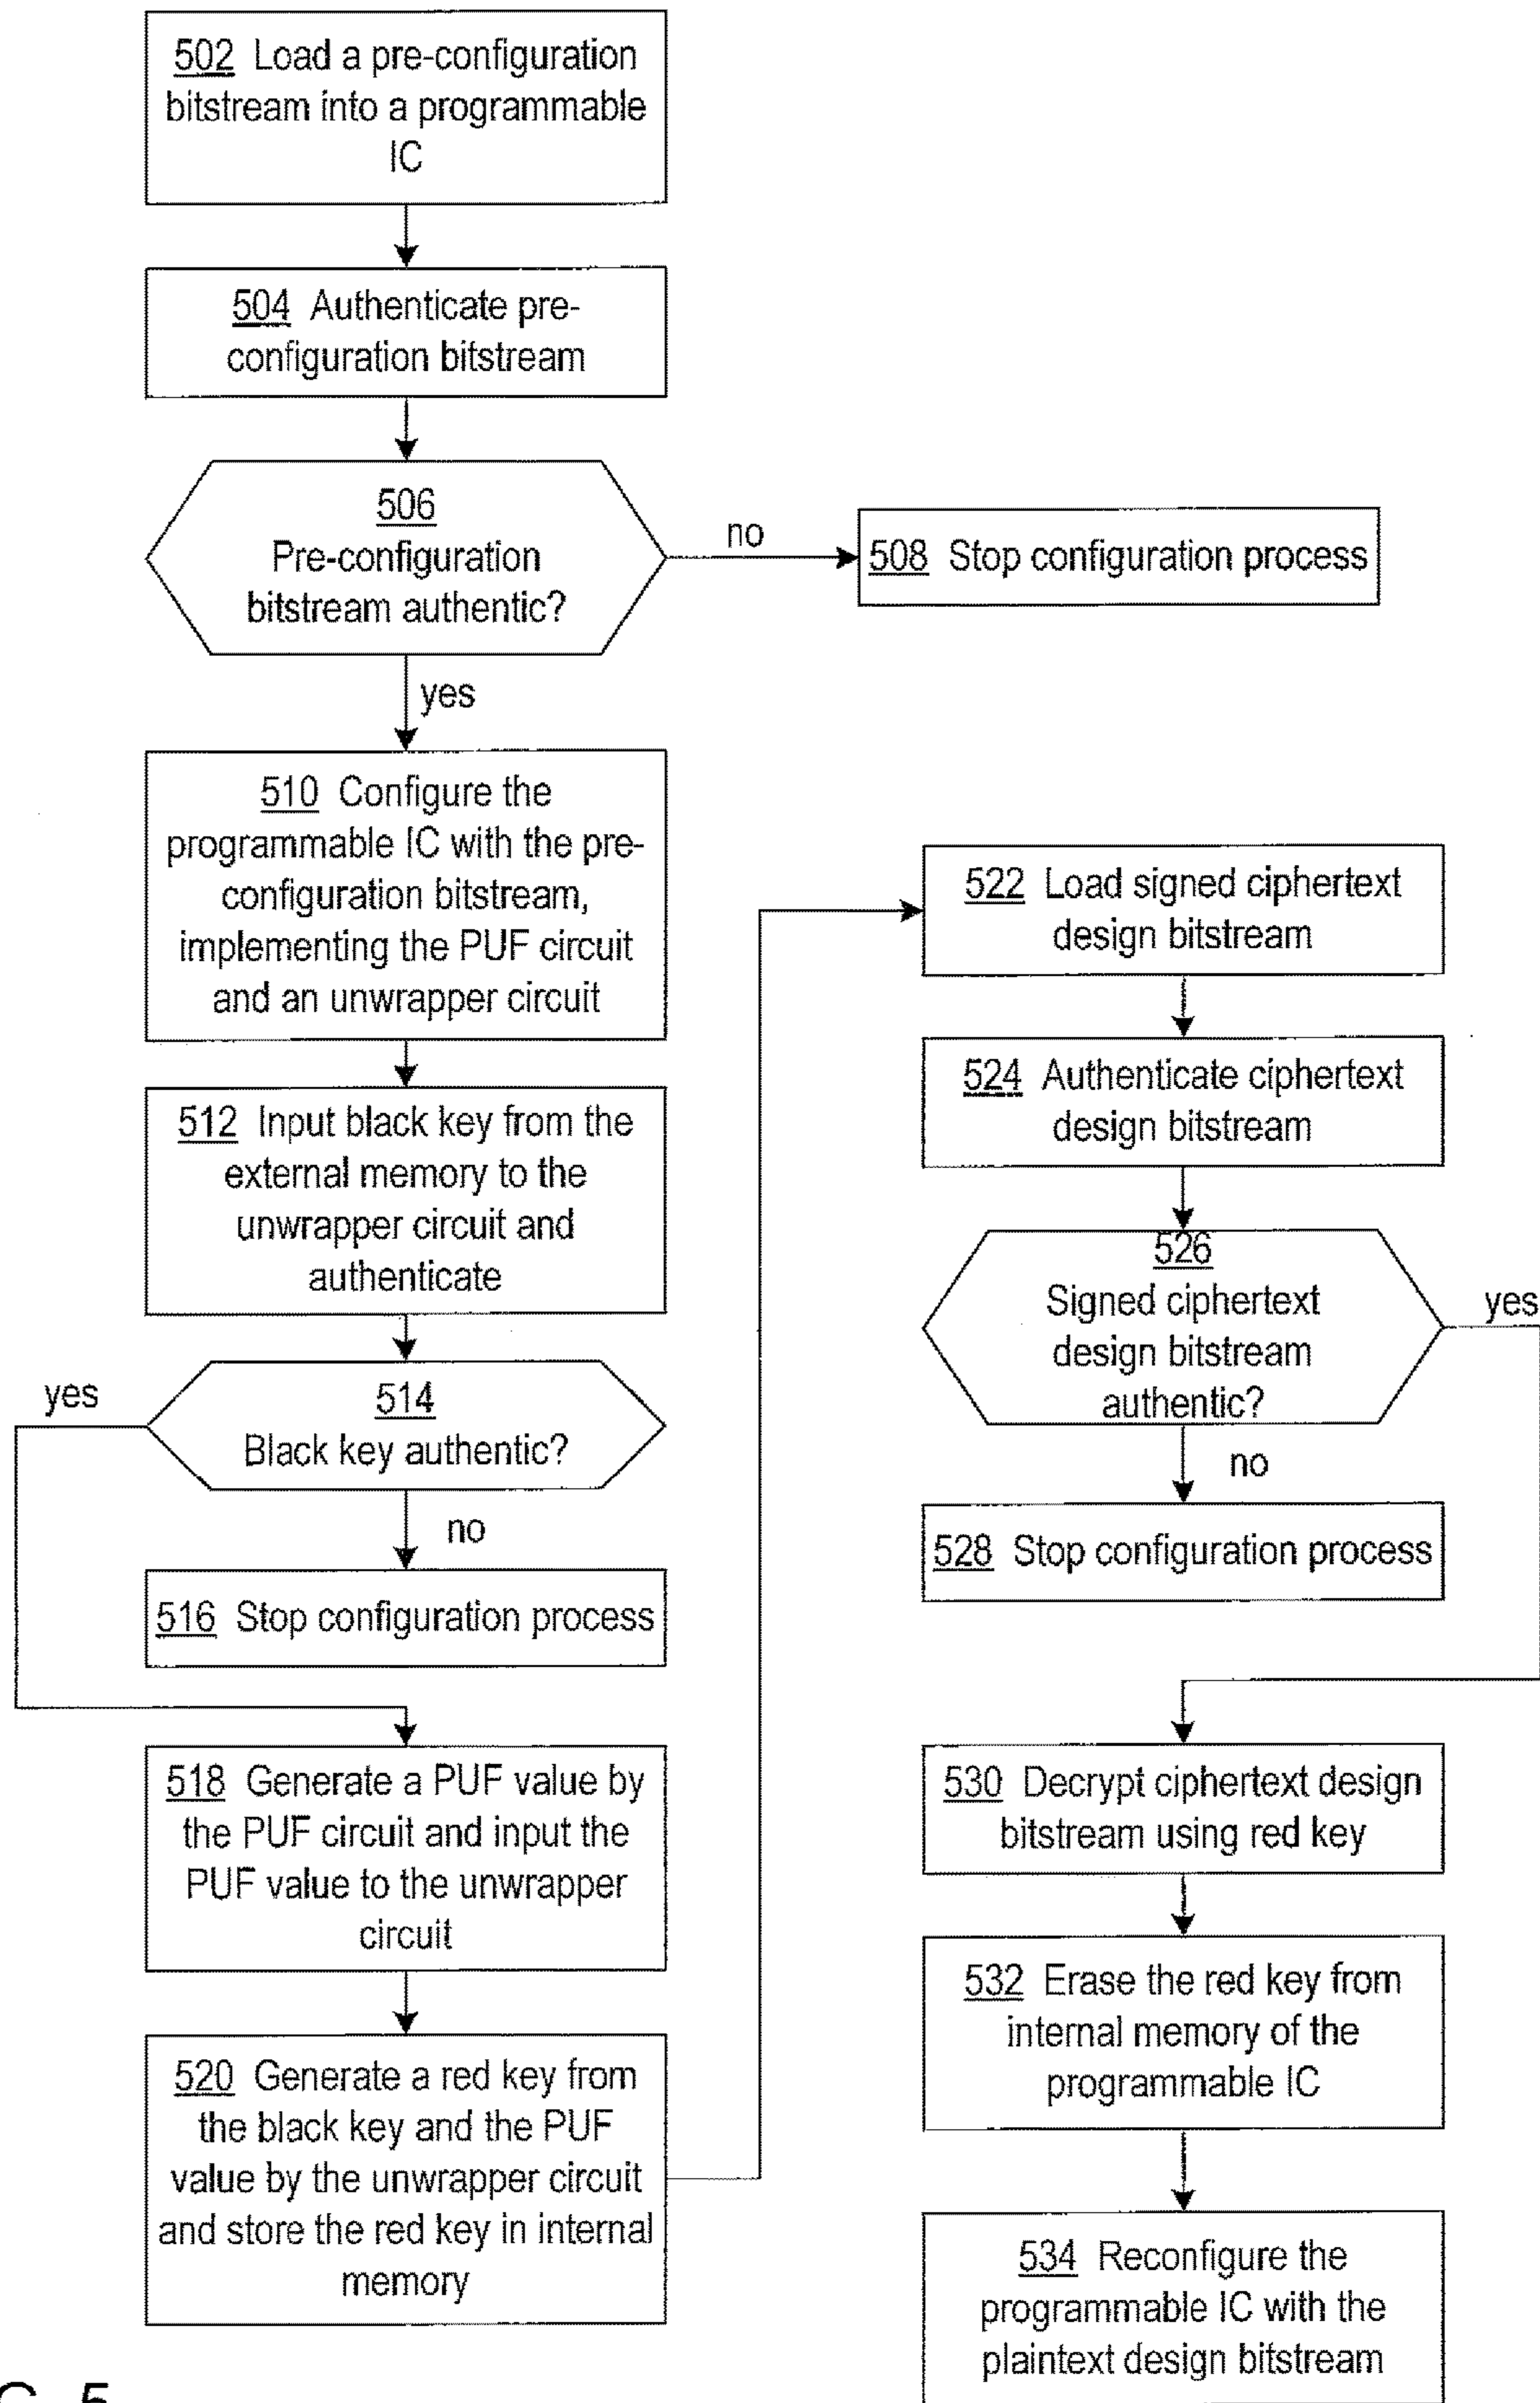 502 Load a pre-configuration
bitstream into a programmable
IC
504 Authenticate pre-
configuration bitstream
506
Pre-configuration
bitstream authentic?
no
508 Stop configuration process
yes
510 Configure the
programmable IC with the pre-
configuration bitstream,
implementing the PUF circuit
and an unwrapper circuit
512 Input black key from the
external memory to the
unwrapper circuit and
authenticate
yes
514
Black key authentic?
no
516 Stop configuration process
518 Generate a PUF value by
the PUF circuit and input the
PUF value to the unwrapper
circuit
520 Generate a red key from
the black key and the PUF
value by the unwrapper circuit
and store the red key in internal
memory
522 Load signed ciphertext
design bitstream
524 Authenticate ciphertext
design bitstream
526
Signed ciphertext
design bitstream
authentic?
yes
no
528 Stop configuration process
530 Decrypt ciphertext design
bitstream using red key
532 Erase the red key from
internal memory of the
programmable IC
534 Reconfigure the
programmable IC with the
plaintext design bitstream